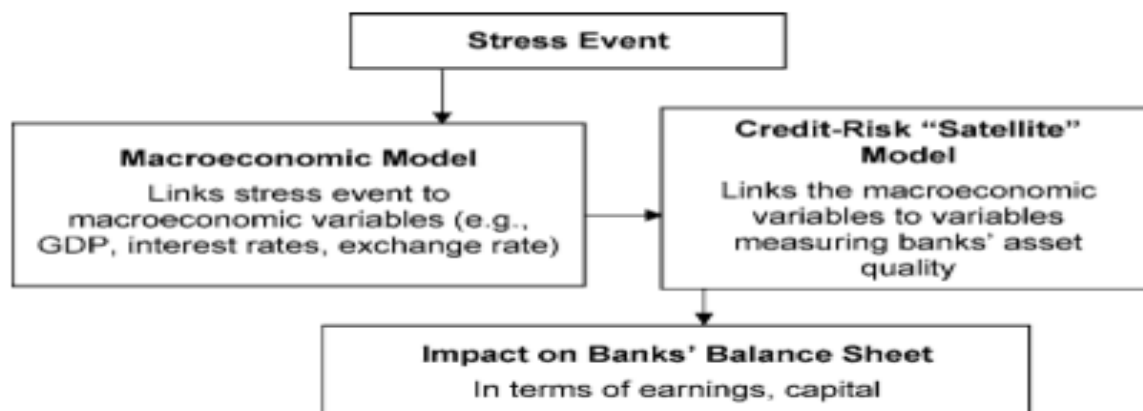 Stress Event
Macroeconomic Model
Links stress event to
macroeconomic variables (e.g.,
GDP, interest rates, exchange rate)
Credit-Risk “Satellite”
Model
Links the macroeconomic
variables to variables
measuring banks’ asset
quality
Impact on Banks’ Balance Sheet
In terms of earnings, capital